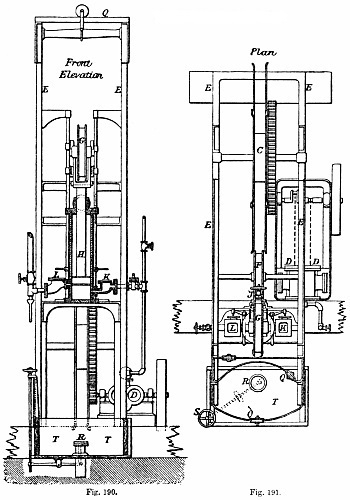 Q
Front
Elevation
E
E
G
H
I
K
T
R
T
Fig. 190.
Plan
E
E
C
E
E
D
D
P
J
G
L
K
R
Q
T
S
Fig. 191.